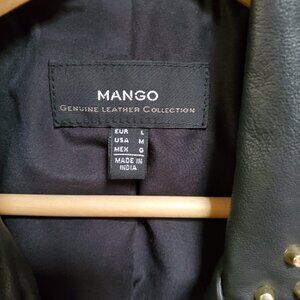 MANGO
GENUINE LEATHER COLLECTION
EUR L
USA M
MEX G
MADE IN
INDIA